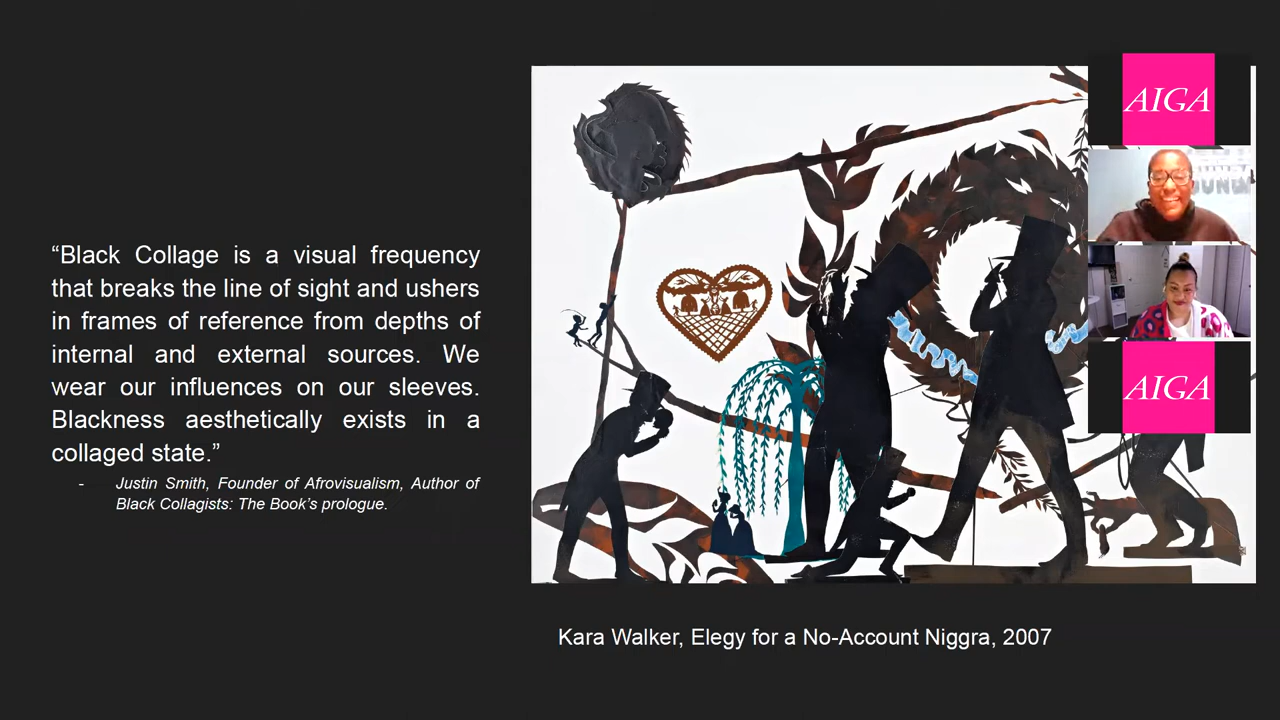 “Black Collage is a visual frequency
that breaks the line of sight and ushers
in frames of reference from depths of
internal and external sources. We
wear our influences on our sleeves.
Blackness aesthetically exists in a
collaged state.”
- Justin Smith, Founder of Afrovisualism, Author of
Black Collagists: The Book’s prologue.
AIGA
AIGA
Kara Walker, Elegy for a No-Account Niggra, 2007